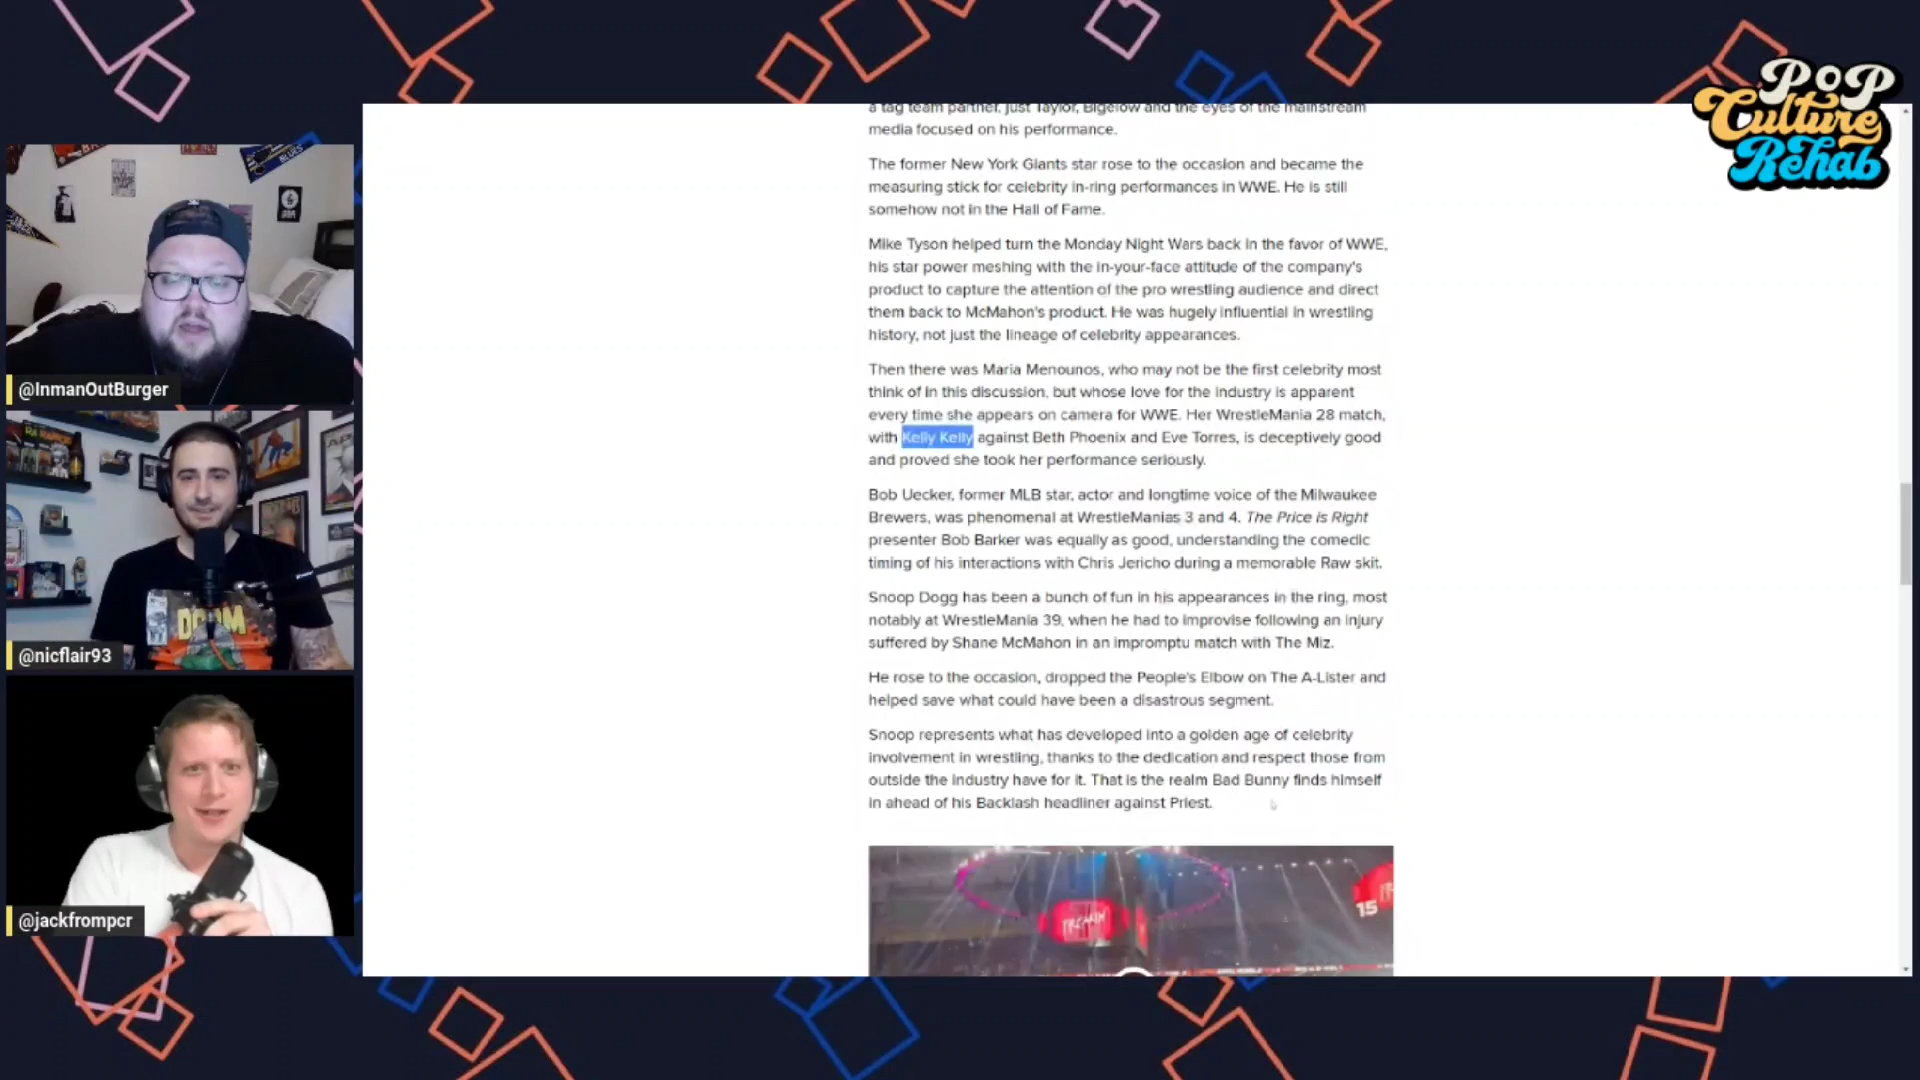 POP
Culture
Rehab
a tag team partner, just Taylor, Bigelow and the eyes of the mainstream
media focused on his performance.
The former New York Giants star rose to the occasion and became the
measuring stick for celebrity in-ring performances in WWE. He is still
somehow not in the Hall of Fame.
Mike Tyson helped turn the Monday Night Wars back in the favor of WWE,
his star power meshing with the in-your-face attitude of the company's
product to capture the attention of the pro wrestling audience and direct
them back to McMahon's product. He was hugely influential in wrestling
history, not just the lineage of celebrity appearances.
Then there was Maria Menounos, who may not be the first celebrity most
think of in this discussion, but whose love for the industry is apparent
every time she appears on camera for WWE. Her WrestleMania 28 match,
with Kelly Kelly against Beth Phoenix and Eve Torres, is deceptively good
and proved she took her performance seriously.
Bob Uecker, former MLB star, actor and longtime voice of the Milwaukee
Brewers, was phenomenal at WrestleManias 3 and 4. The Price is Right
presenter Bob Barker was equally as good, understanding the comedic
timing of his interactions with Chris Jericho during a memorable Raw skit.
Snoop Dogg has been a bunch of fun in his appearances in the ring, most
notably at WrestleMania 39, when he had to improvise following an injury
suffered by Shane McMahon in an impromptu match with The Miz.
He rose to the occasion, dropped the People's Elbow on The A-Lister and
helped save what could have been a disastrous segment.
Snoop represents what has developed into a golden age of celebrity
involvement in wrestling, thanks to the dedication and respect those from
outside the industry have for it. That is the realm Bad Bunny finds himself
in ahead of his Backlash headliner against Priest.
FREAKIN
15
BLUES
@InmanOutBurger
DOOM
@nicflair93
@jackfrompcr